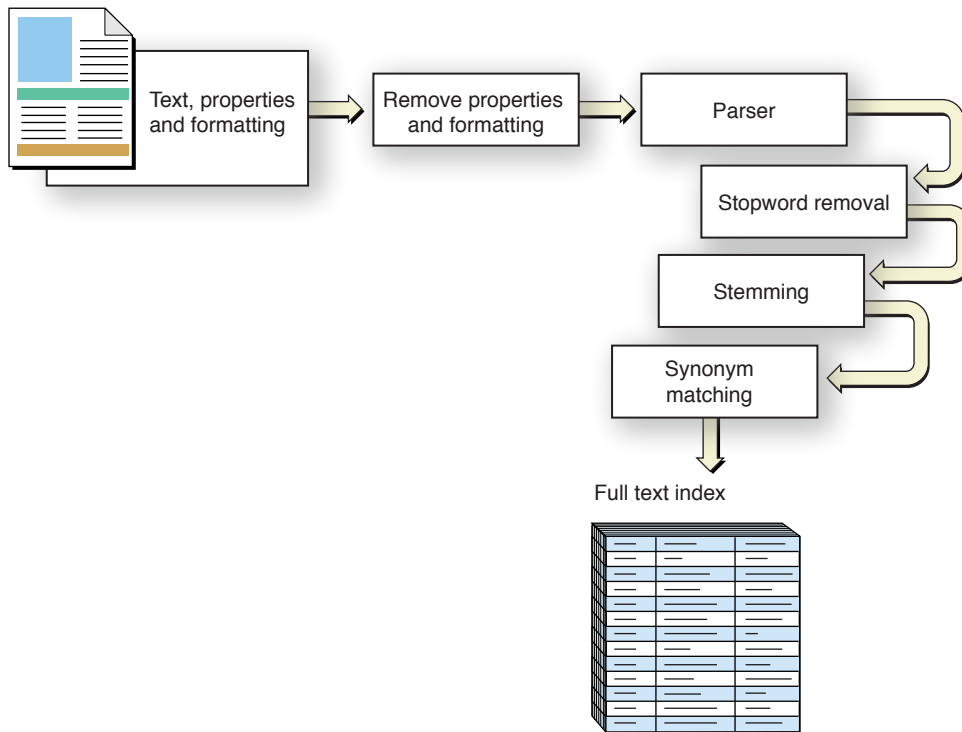 Text, properties
and formatting
Remove properties
and formatting
Parser
Stopword removal
Stemming
Synonym
matching
Full text index